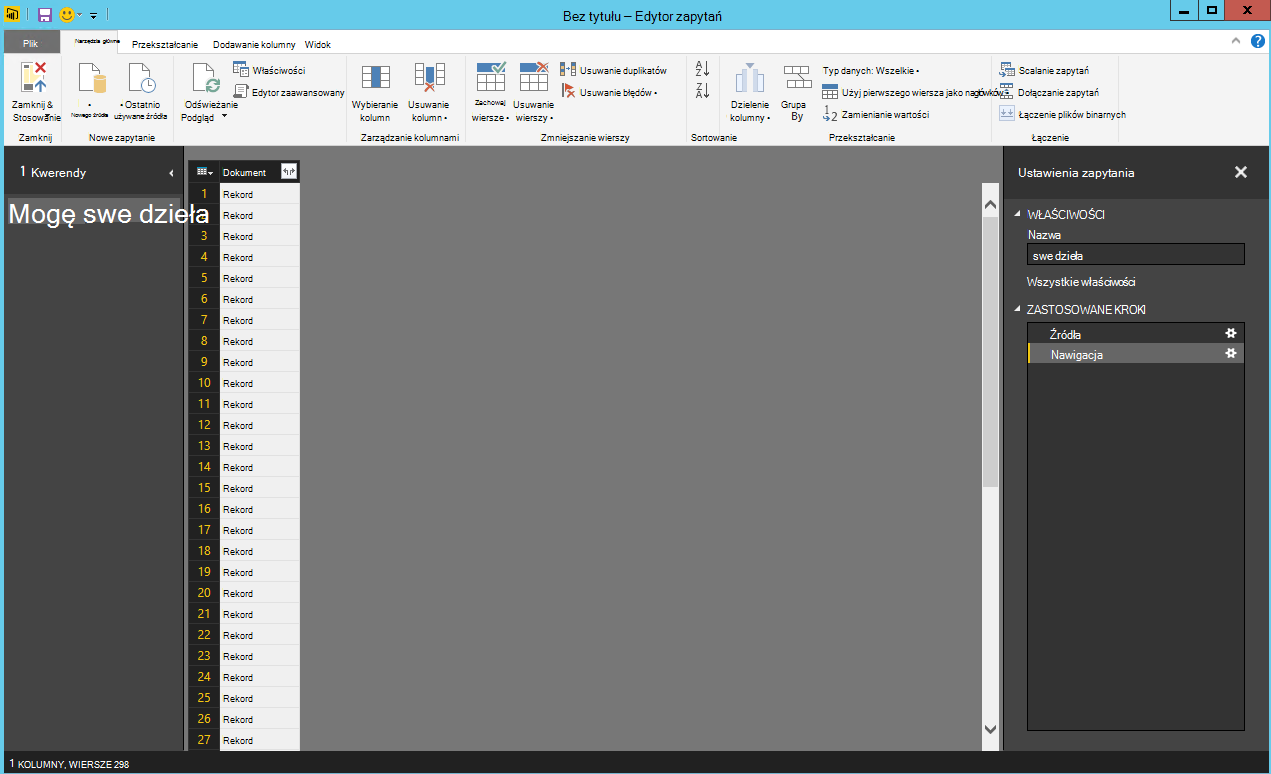 Bez tytułu – Edytor zapytań
Plik
Narzędzia główne
Przekształcanie
Dodawanie kolumny
Widok
Zamknij &
Stosowanie
Zamknij
Nowego źródła
• Ostatnio
używane źródła
Nowe zapytanie
Odświeżanie
Podgląd
Właściwości
Edytor zaawansowany
Wybieranie
kolumn
Usuwanie
kolumn •
Zarządzanie kolumnami
Zachowej
wiersze •
Usuwanie
wierszy •
Usuwanie duplikatów
Usuwanie błędów •
Zmniejszanie wierszy
A
Z
Z
A
Sortowanie
Dzielenie
kolumny •
Grupa
By
Typ danych: Wszelkie •
Użyj pierwszego wiersza jako nagłówków •
1
2
Zamienianie wartości
Przekształcanie
Scalanie zapytań
Dołączanie zapytań
Łączenie plików binarnych
Łączenie
1 Kwerendy
Mogę swe dzieła
Dokument
1 Rekord
Rekord
3 Rekord
4 Rekord
5 Rekord
6 Rekord
7 Rekord
8 Rekord
9 Rekord
10 Rekord
11 Rekord
12 Rekord
13 Rekord
14 Rekord
15 Rekord
16 Rekord
17 Rekord
18 Rekord
19 Rekord
20 Rekord
21 Rekord
22 Rekord
23 Rekord
24 Rekord
25 Rekord
26 Rekord
27 Rekord
Ustawienia zapytania
WŁAŚCIWOŚCI
Nazwa
swe dzieła
Wszystkie właściwości
ZASTOSOWANE KROKI
Źródła
Nawigacja
1 KOLUMNY, WIERSZE 298